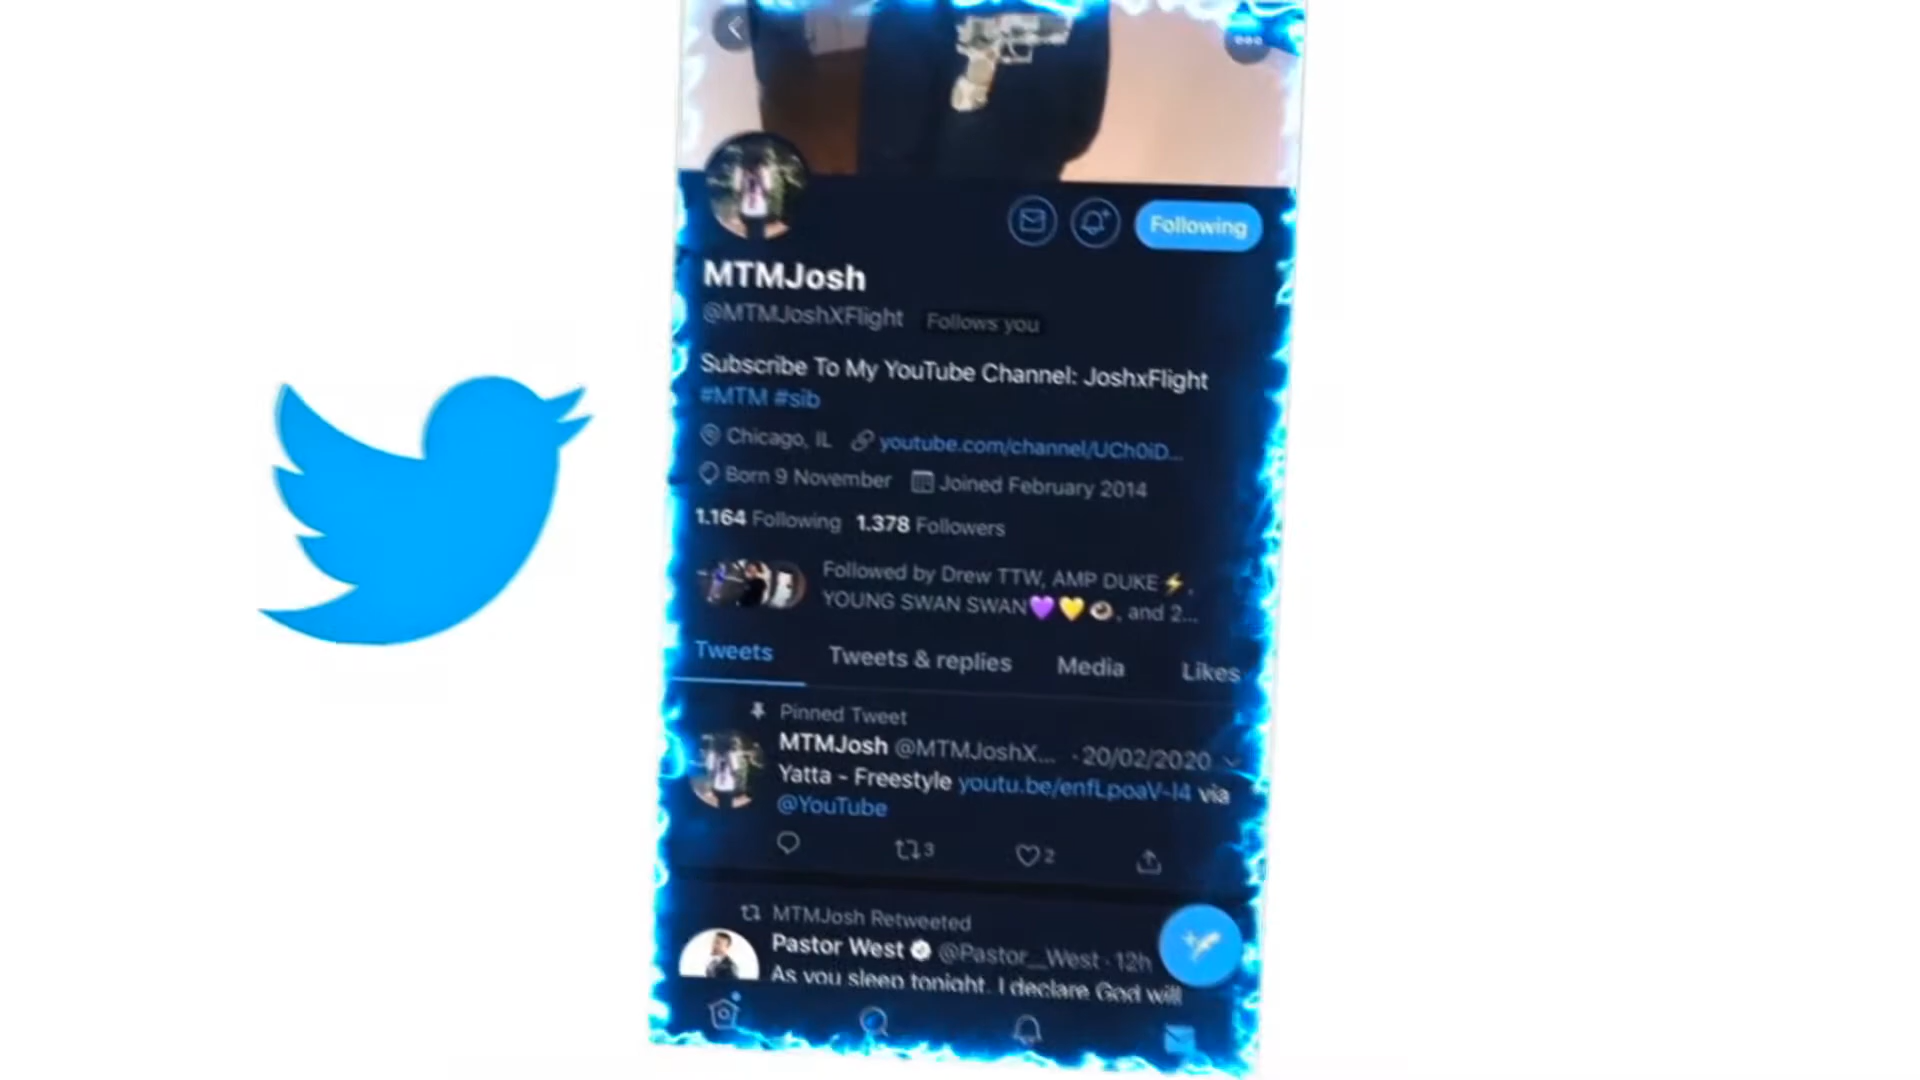 Following
MTMJosh
@MTMJoshXFlight Follows you
Subscribe To My YouTube Channel: JoshxFlight
#MTM #sib
Chicago, IL youtube.com/channel/UCh0iD...
Born 9 November Joined February 2014
1.164 Following 1.378 Followers
Followed by Drew TTW, AMP DUKE⚡,
YOUNG SWAN SWAN💜💛👁, and 2...
Tweets Tweets & replies Media Likes
Pinned Tweet
MTMJosh @MTMJoshX... · 20/02/2020
Yatta - Freestyle youtu.be/enfLpoaV-I4 via
@YouTube
3 2
MTMJosh Retweeted
Pastor West @Pastor__West · 12h
As you sleep tonight, I declare God will